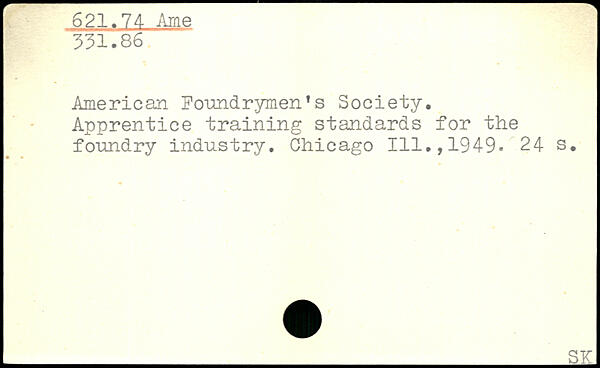 621.74 Ame
331.86
American Foundrymen's Society.
Apprentice training standards for the
foundry industry. Chicago Ill.,1949. 24 s.
SK